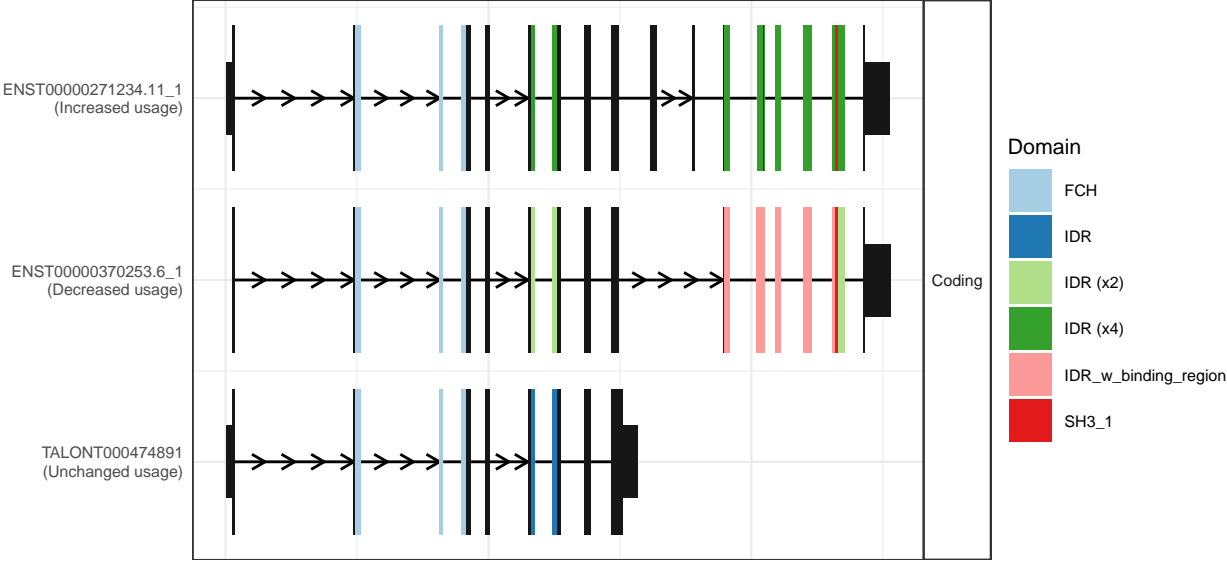 ENST00000271234.11_1
(Increased usage)
ENST00000370253.6_1
(Decreased usage)
TALONT000474891
(Unchanged usage)
Coding
Domain
FCH
IDR
IDR (x2)
IDR (x4)
IDR_w_binding_region
SH3_1